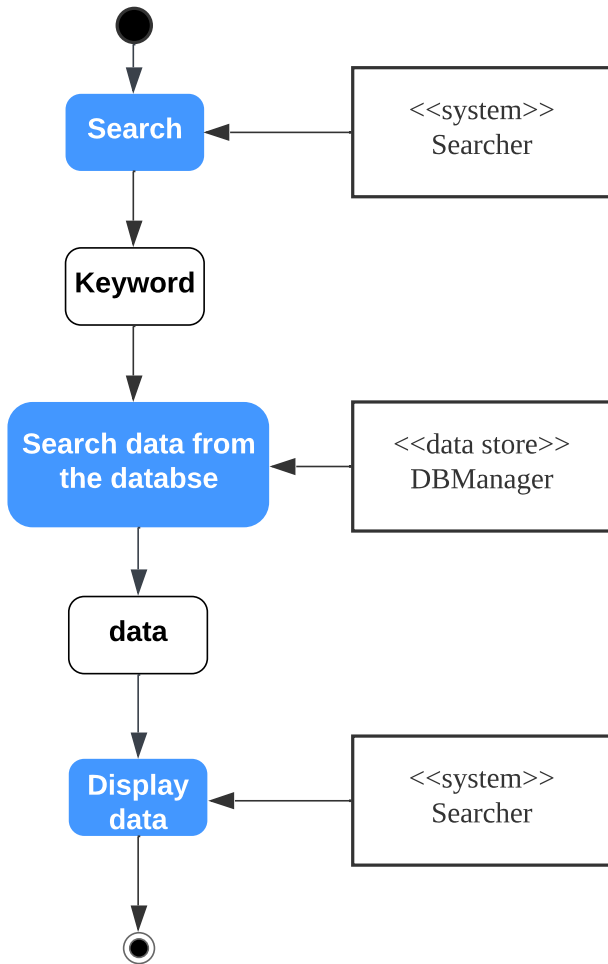 Search
<<system>>
Searcher
Keyword
Search data from
the databse
<<data store>>
DBManager
data
Display
data
<<system>>
Searcher